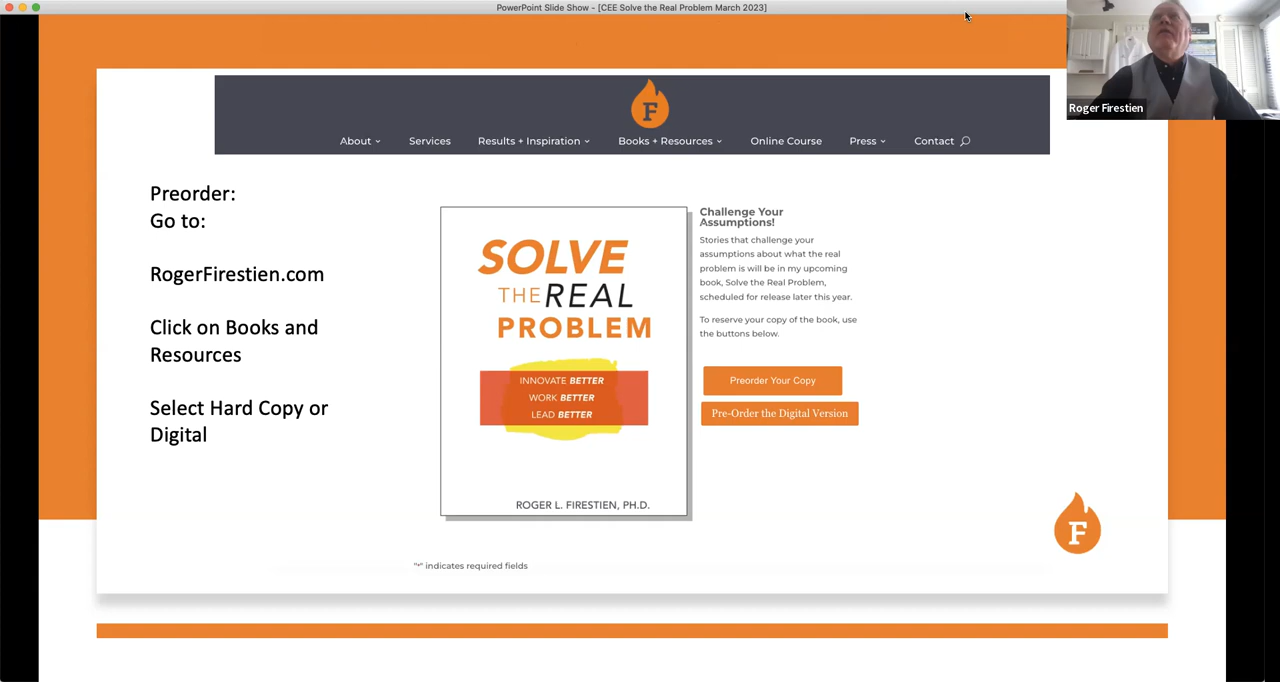 PowerPoint Slide Show - [CEE Solve the Real Problem March 2023]
Roger Firestien
F
About Services Results + Inspiration Books + Resources Online Course Press Contact
Preorder:
Go to:
RogerFirestien.com
Click on Books and
Resources
Select Hard Copy or
Digital
SOLVE
THE REAL
PROBLEM
INNOVATE BETTER
WORK BETTER
LEAD BETTER
ROGER L. FIRESTIEN, PH.D.
Challenge Your
Assumptions!
Stories that challenge your
assumptions about what the real
problem is will be in my upcoming
book, Solve the Real Problem,
scheduled for release later this year.
To reserve your copy of the book, use
the buttons below.
Preorder Your Copy
Pre-Order the Digital Version
F
"*" indicates required fields